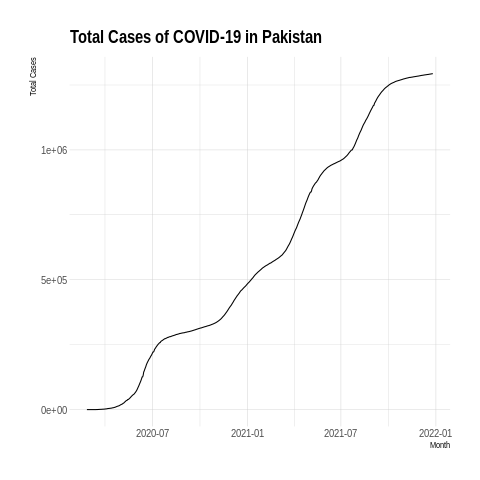 Total Cases of COVID-19 in Pakistan
Total Cases
1e+06
5e+05
0e+00
2020-07
2021-01
2021-07
2022-01
Month